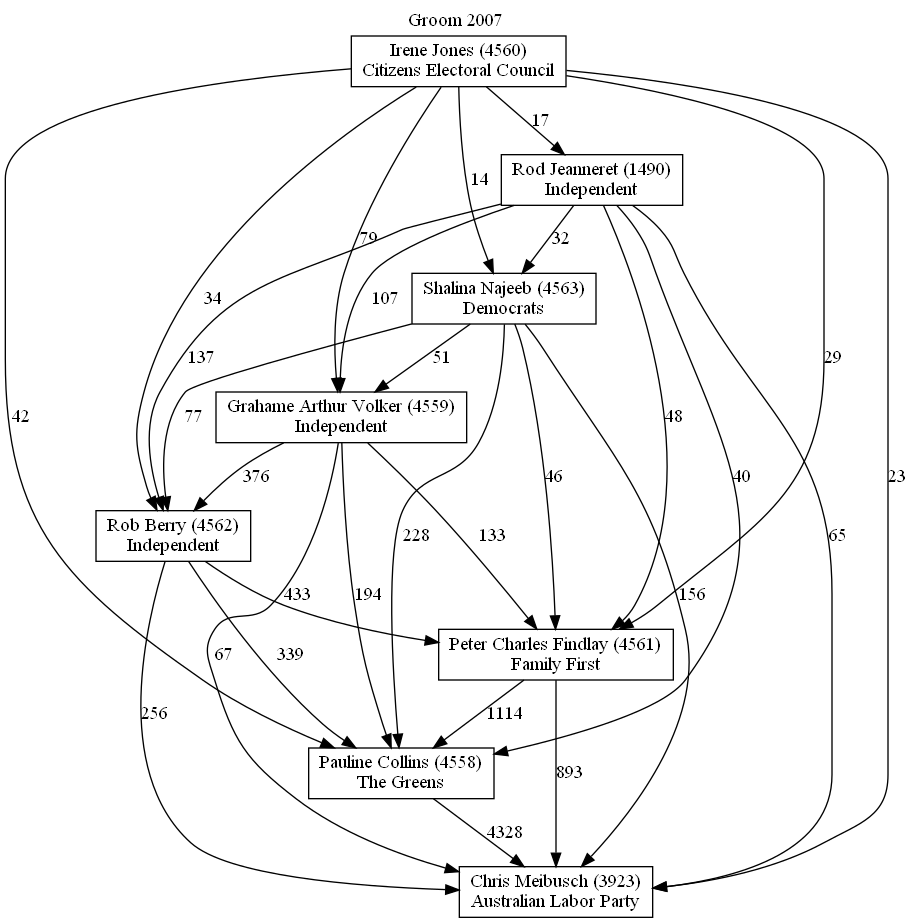 Groom 2007
Irene Jones (4560)
Citizens Electoral Council
17
Rod Jeanneret (1490)
Independent
14
79
32
34
107
Shalina Najeeb (4563)
Democrats
137
51
29
77
Grahame Arthur Volker (4559)
Independent
42
48
376
46
40
23
Rob Berry (4562)
Independent
228
133
65
433
194
156
Peter Charles Findlay (4561)
Family First
67
339
256
1114
Pauline Collins (4558)
The Greens
893
4328
Chris Meibusch (3923)
Australian Labor Party